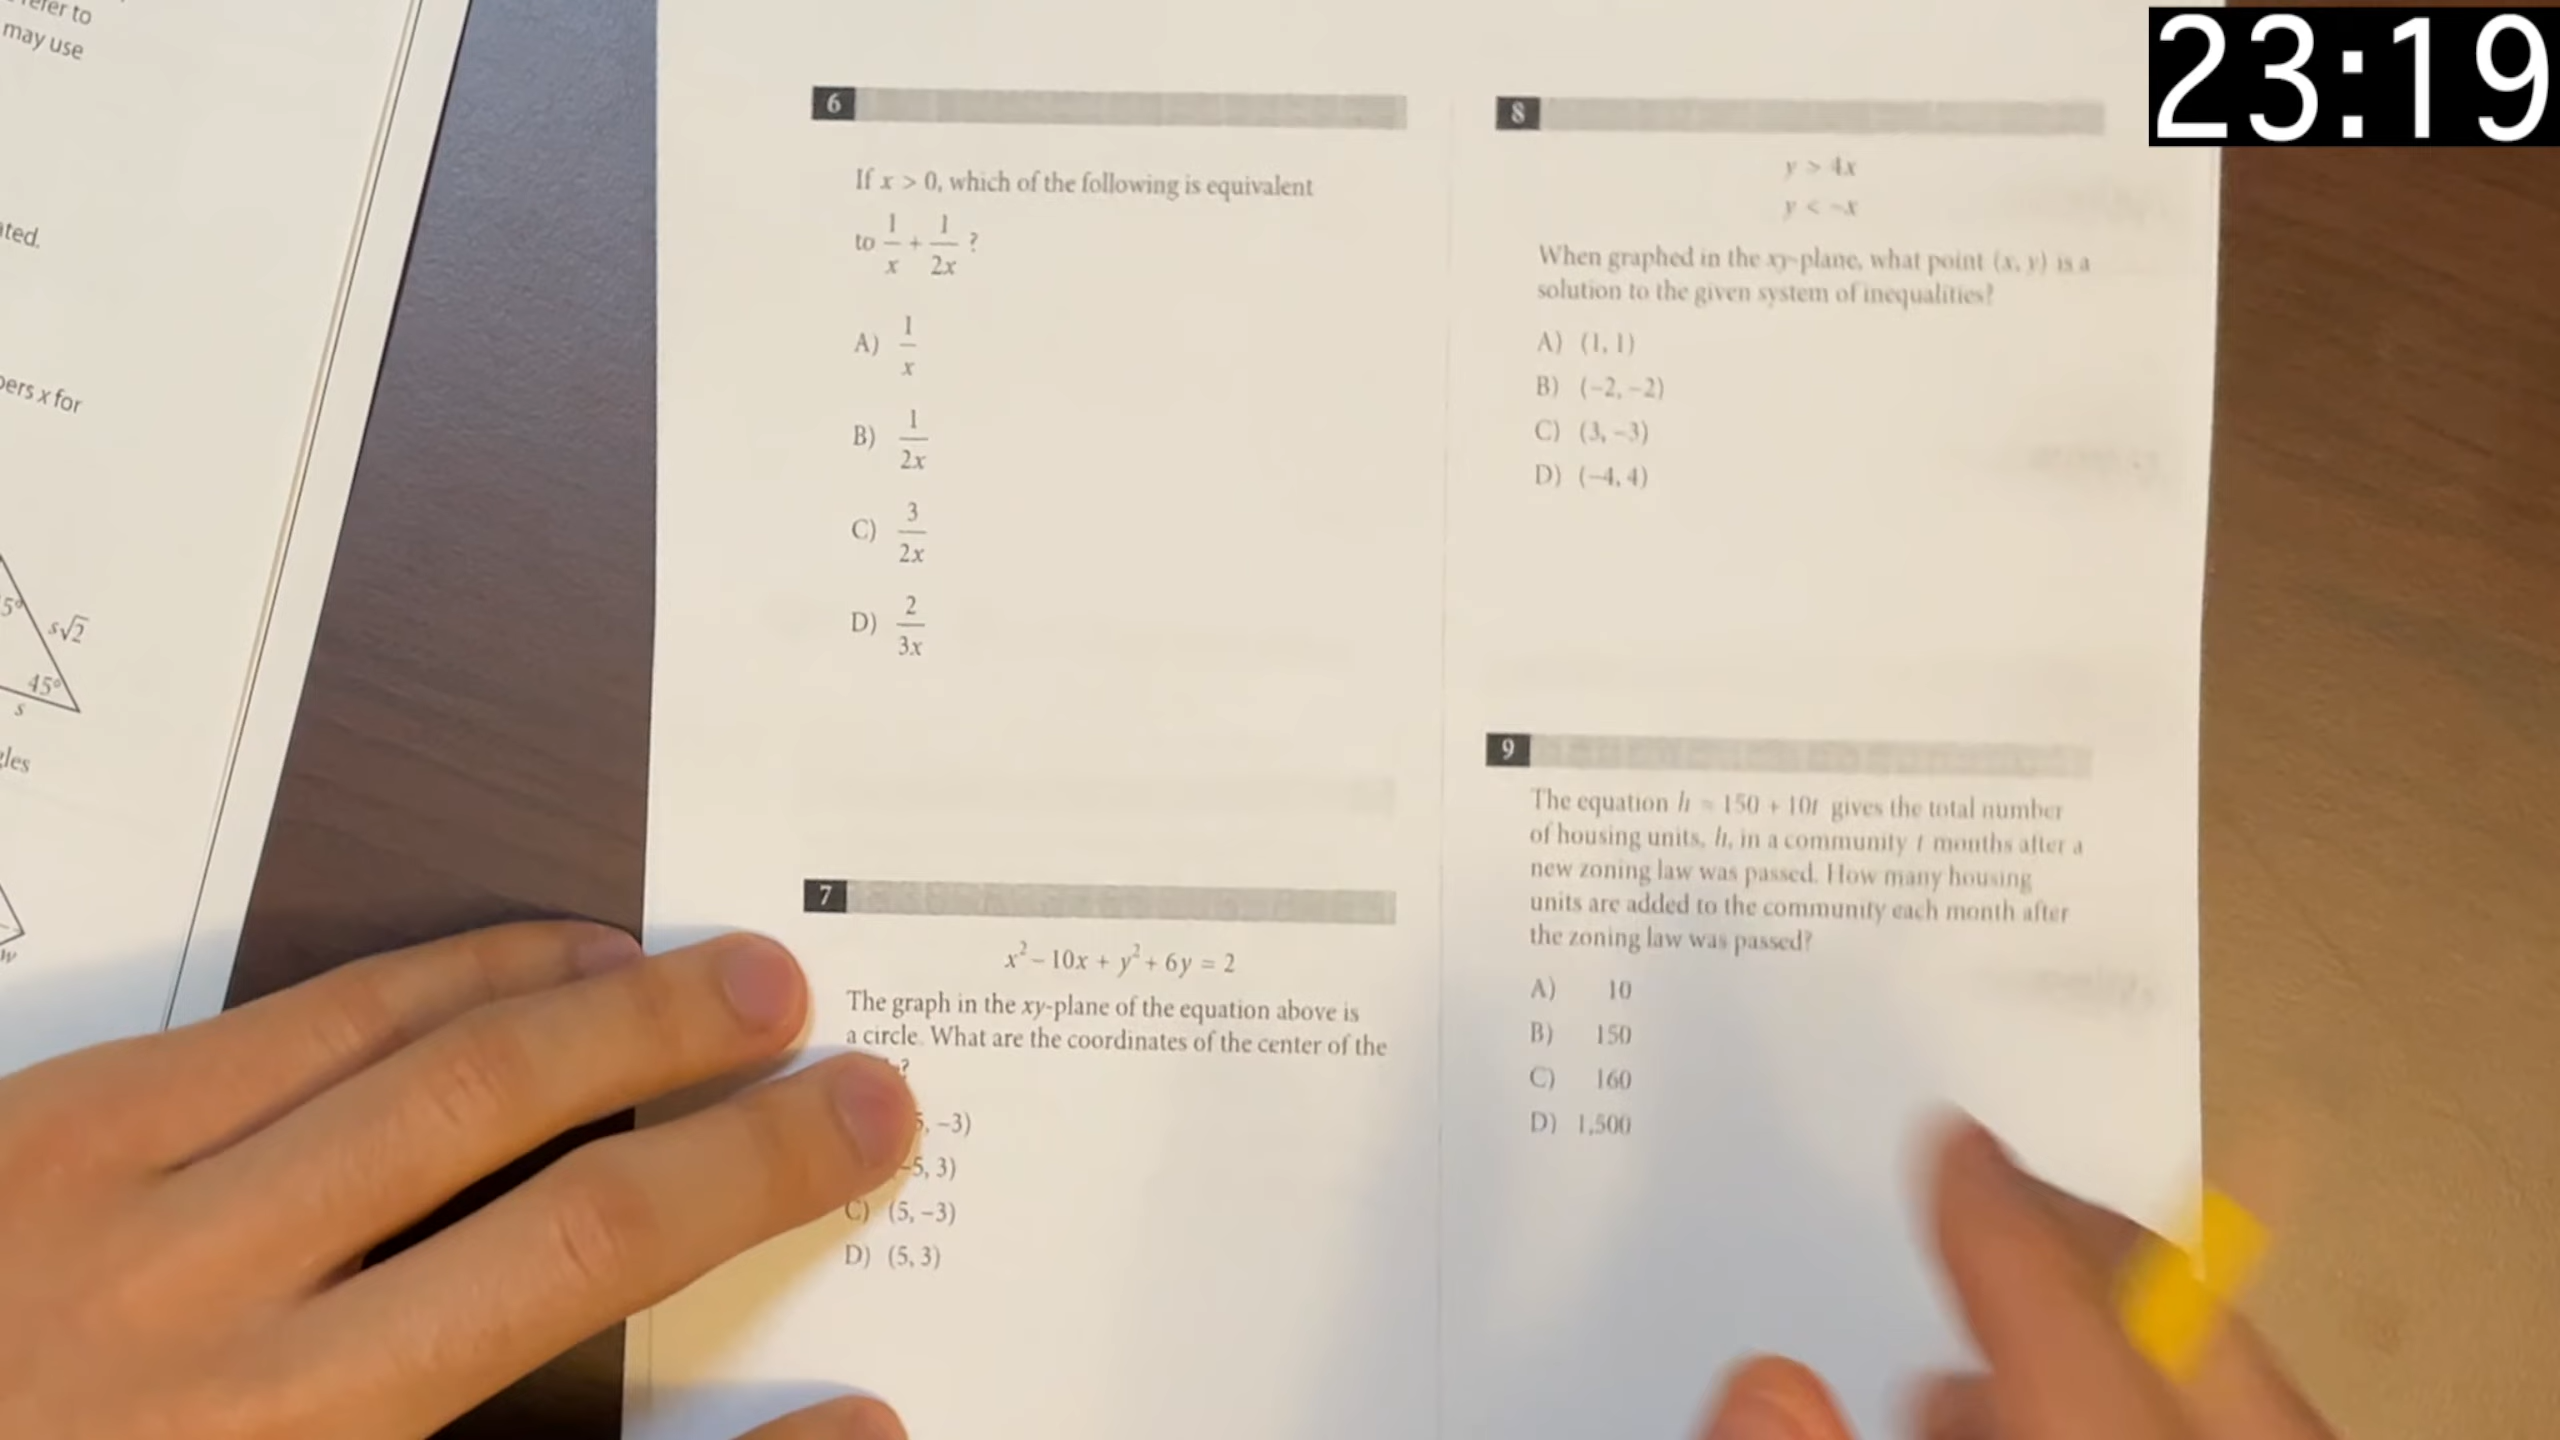 refer to
may use
ated.
pers x for
5°
s√2
45°
s
gles
w
6
If x > 0, which of the following is equivalent
to 1/x + 1/2x ?
A) 1/x
B) 1/2x
C) 3/2x
D) 2/3x
7
x² – 10x + y² + 6y = 2
The graph in the xy-plane of the equation above is
a circle. What are the coordinates of the center of the
?
, –3)
–5, 3)
C) (5, –3)
D) (5, 3)
8
y > 4x
y < –x
When graphed in the xy-plane, what point (x, y) is a
solution to the given system of inequalities?
A) (1, 1)
B) (–2, –2)
C) (3, –3)
D) (–4, 4)
9
The equation h = 150 + 10t gives the total number
of housing units, h, in a community t months after a
new zoning law was passed. How many housing
units are added to the community each month after
the zoning law was passed?
A) 10
B) 150
C) 160
D) 1,500
23:19